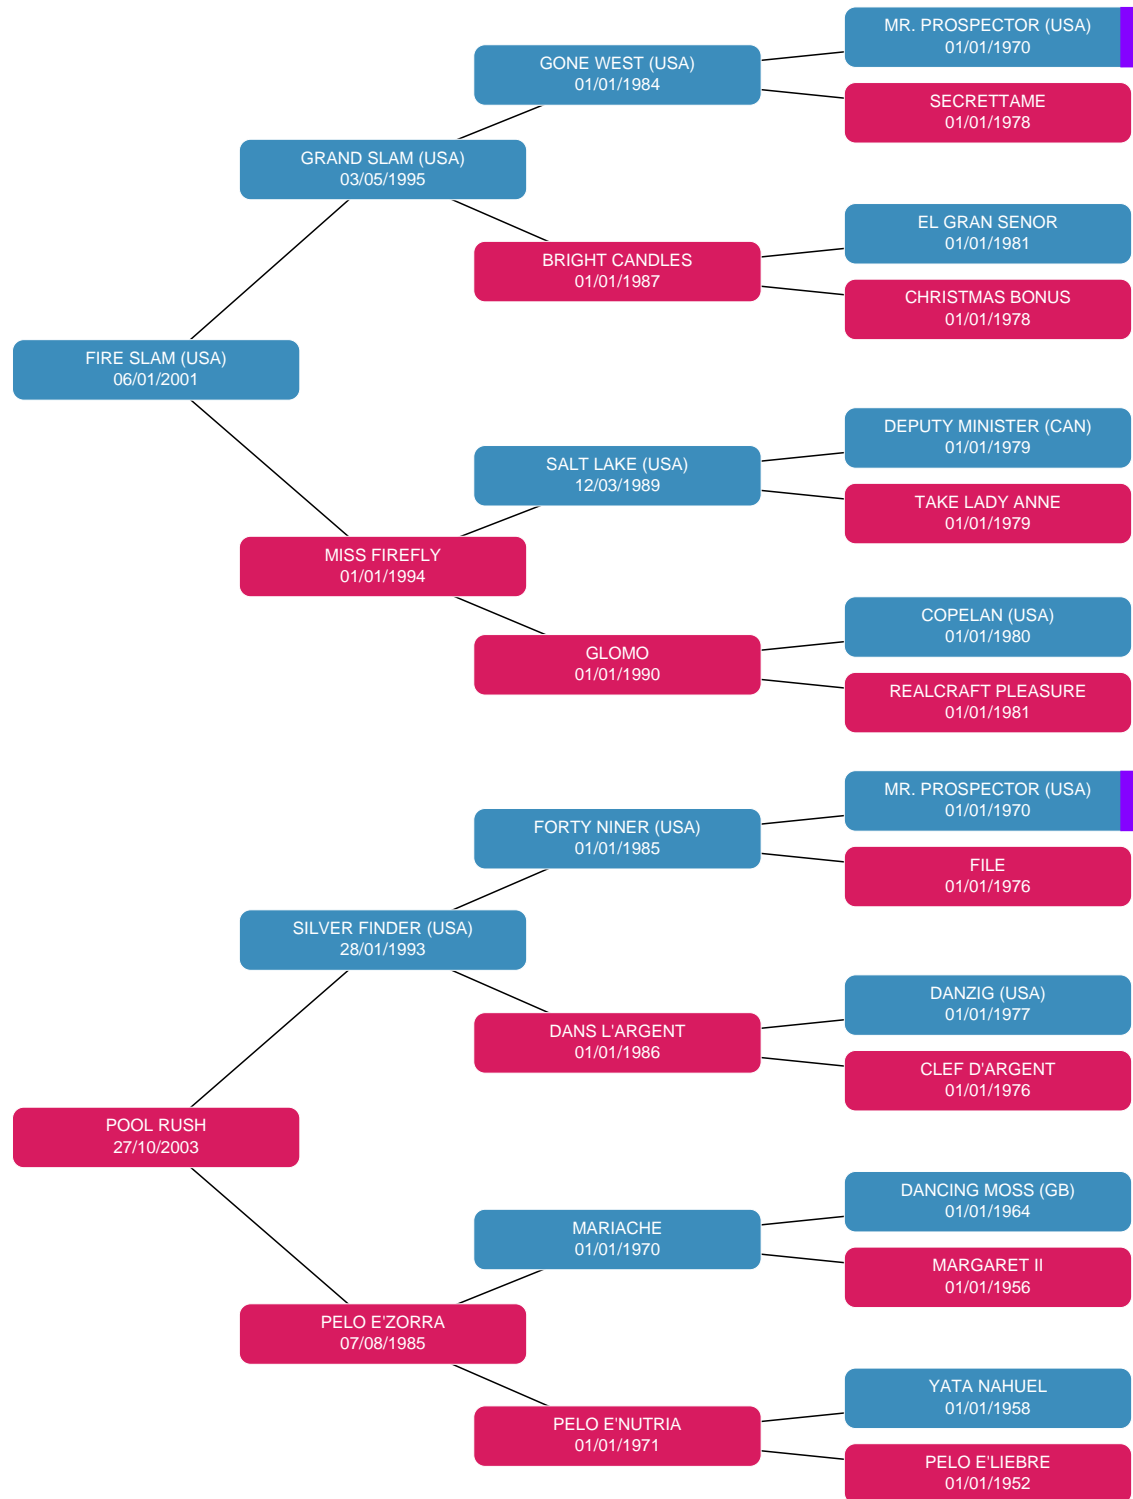 MR. PROSPECTOR (USA)
01/01/1970
GONE WEST (USA)
01/01/1984
SECRETTAME
01/01/1978
GRAND SLAM (USA)
03/05/1995
EL GRAN SENOR
01/01/1981
BRIGHT CANDLES
01/01/1987
CHRISTMAS BONUS
01/01/1978
FIRE SLAM (USA)
06/01/2001
DEPUTY MINISTER (CAN)
01/01/1979
SALT LAKE (USA)
12/03/1989
TAKE LADY ANNE
01/01/1979
MISS FIREFLY
01/01/1994
COPELAN (USA)
01/01/1980
GLOMO
01/01/1990
REALCRAFT PLEASURE
01/01/1981
MR. PROSPECTOR (USA)
01/01/1970
FORTY NINER (USA)
01/01/1985
FILE
01/01/1976
SILVER FINDER (USA)
28/01/1993
DANZIG (USA)
01/01/1977
DANS L'ARGENT
01/01/1986
CLEF D'ARGENT
01/01/1976
POOL RUSH
27/10/2003
DANCING MOSS (GB)
01/01/1964
MARIACHE
01/01/1970
MARGARET II
01/01/1956
PELO E'ZORRA
07/08/1985
YATA NAHUEL
01/01/1958
PELO E'NUTRIA
01/01/1971
PELO E'LIEBRE
01/01/1952